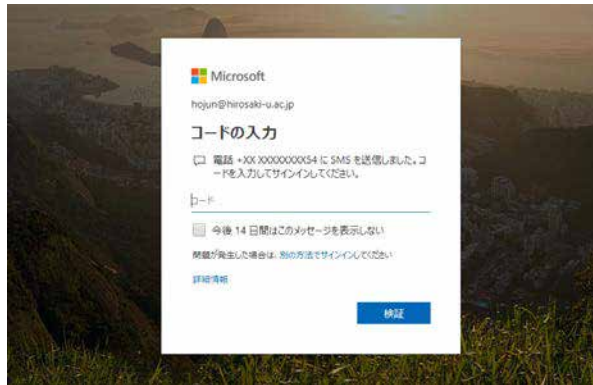 Microsoft
hojun@hirosaki-u.ac.jp
コードの入力
電話 +XX XXXXXXXXX54 に SMS を送信しました。コ
ードを入力してサインインしてください。
コード
今後 14 日間はこのメッセージを表示しない
問題が発生した場合は、別の方法でサインインしてください
詳細情報
検証